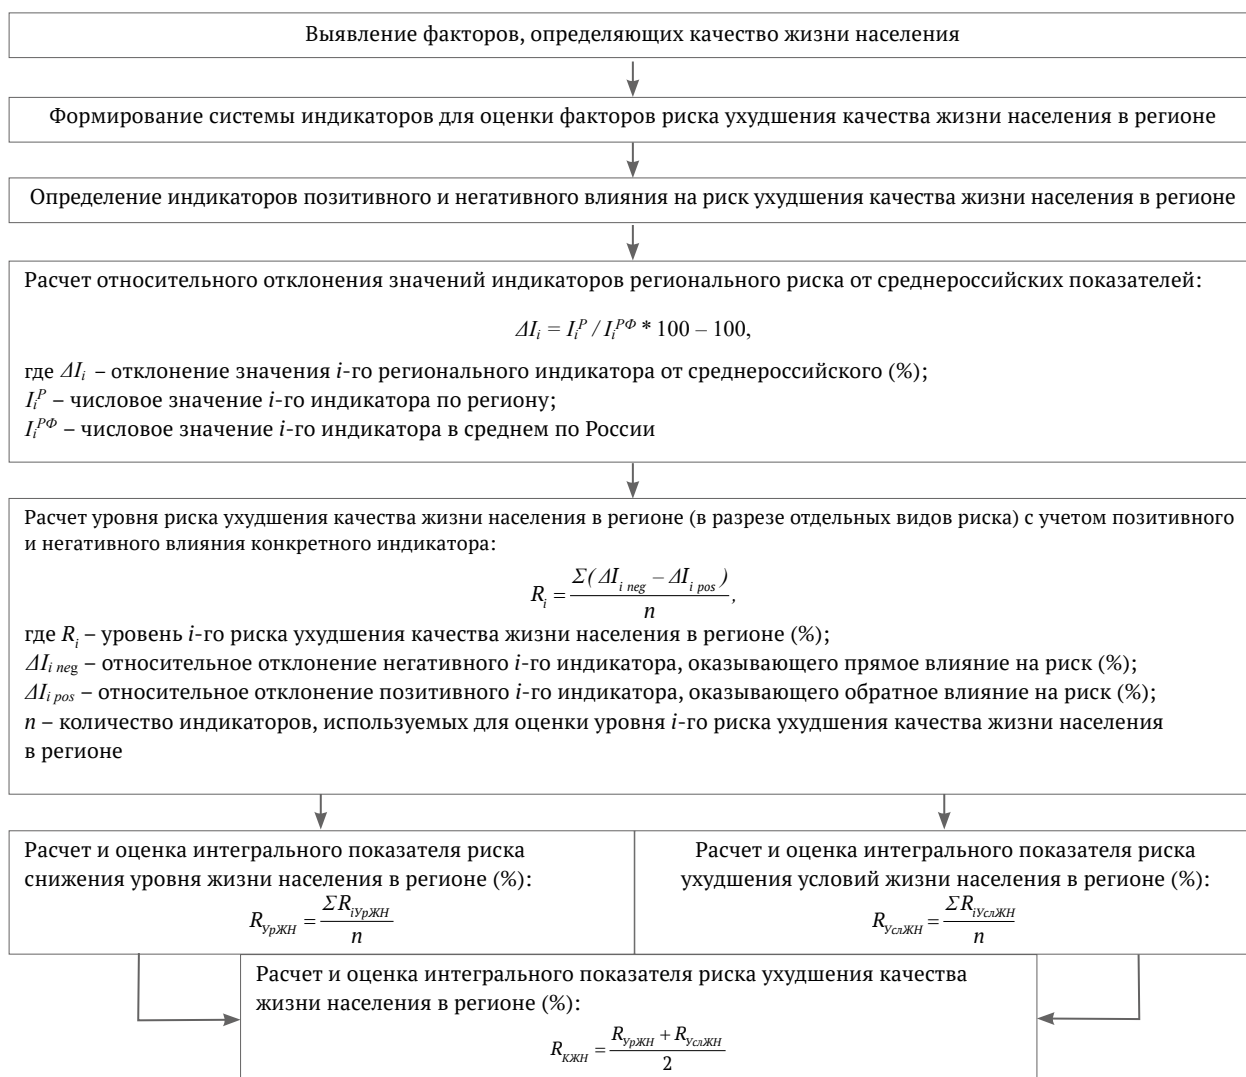 Выявление факторов, определяющих качество жизни населения
Формирование системы индикаторов для оценки факторов риска ухудшения качества жизни населения в регионе
Определение индикаторов позитивного и негативного влияния на риск ухудшения качества жизни населения в регионе
Расчет относительного отклонения значений индикаторов регионального риска от среднероссийских показателей:
ΔI_i = I_i^Р / I_i^РФ * 100 – 100,
где ΔI_i – отклонение значения i-го регионального индикатора от среднероссийского (%);
I_i^Р – числовое значение i-го индикатора по региону;
I_i^РФ – числовое значение i-го индикатора в среднем по России
Расчет уровня риска ухудшения качества жизни населения в регионе (в разрезе отдельных видов риска) с учетом позитивного
и негативного влияния конкретного индикатора:
R_i = Σ(ΔI_i neg – ΔI_i pos) / n,
где R_i – уровень i-го риска ухудшения качества жизни населения в регионе (%);
ΔI_i neg – относительное отклонение негативного i-го индикатора, оказывающего прямое влияние на риск (%);
ΔI_i pos – относительное отклонение позитивного i-го индикатора, оказывающего обратное влияние на риск (%);
n – количество индикаторов, используемых для оценки уровня i-го риска ухудшения качества жизни населения
в регионе
Расчет и оценка интегрального показателя риска
снижения уровня жизни населения в регионе (%):
R_УрЖН = ΣR_iУрЖН / n
Расчет и оценка интегрального показателя риска
ухудшения условий жизни населения в регионе (%):
R_УслЖН = ΣR_iУслЖН / n
Расчет и оценка интегрального показателя риска ухудшения качества
жизни населения в регионе (%):
R_КЖН = (R_УрЖН + R_УслЖН) / 2